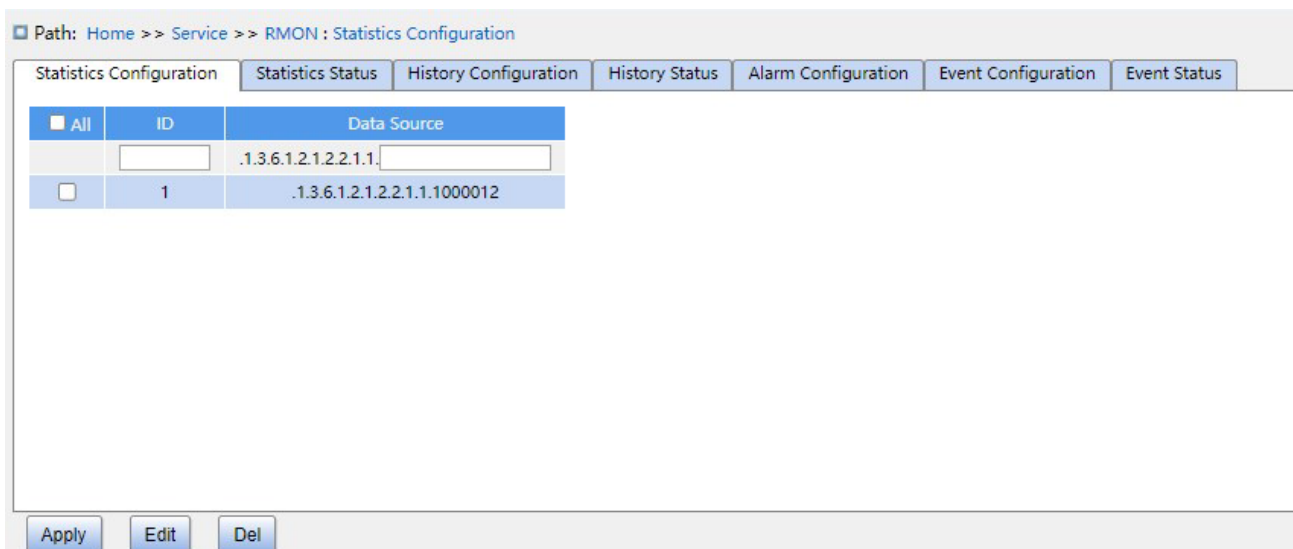 Path: Home >> Service >> RMON : Statistics Configuration
Statistics Configuration Statistics Status History Configuration History Status Alarm Configuration Event Configuration Event Status
All ID Data Source
.1.3.6.1.2.1.2.2.1.1.
1 .1.3.6.1.2.1.2.2.1.1.1000012
Apply Edit Del